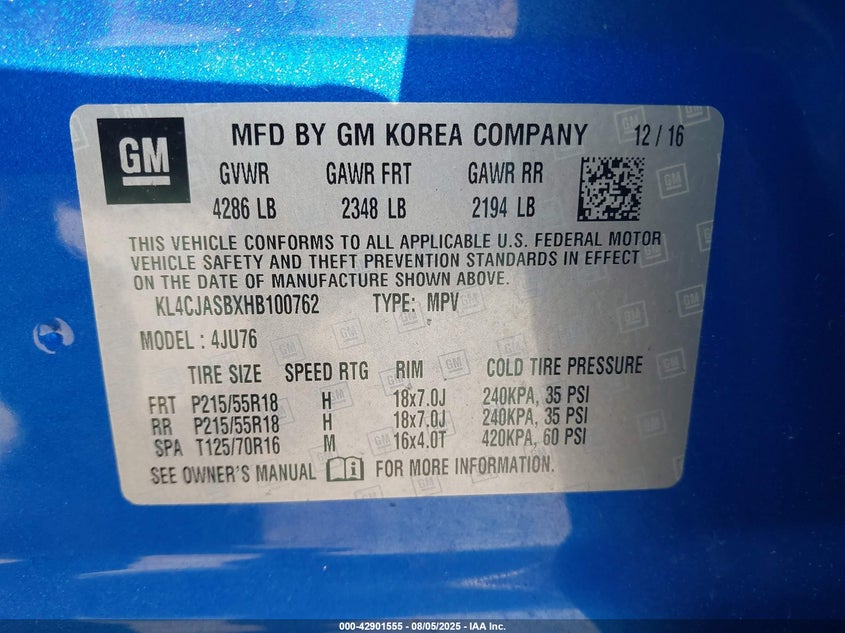 GM MFD BY GM KOREA COMPANY 12 / 16
GVWR GAWR FRT GAWR RR
4286 LB 2348 LB 2194 LB
THIS VEHICLE CONFORMS TO ALL APPLICABLE U.S. FEDERAL MOTOR
VEHICLE SAFETY AND THEFT PREVENTION STANDARDS IN EFFECT
ON THE DATE OF MANUFACTURE SHOWN ABOVE.
KL4CJASBXHB100762 TYPE: MPV
MODEL : 4JU76
TIRE SIZE SPEED RTG RIM COLD TIRE PRESSURE
FRT P215/55R18 H 18x7.0J 240KPA, 35 PSI
RR P215/55R18 H 18x7.0J 240KPA, 35 PSI
SPA T125/70R16 M 16x4.0T 420KPA, 60 PSI
SEE OWNER'S MANUAL FOR MORE INFORMATION.
000-42901555 - 08/05/2025 - IAA Inc.